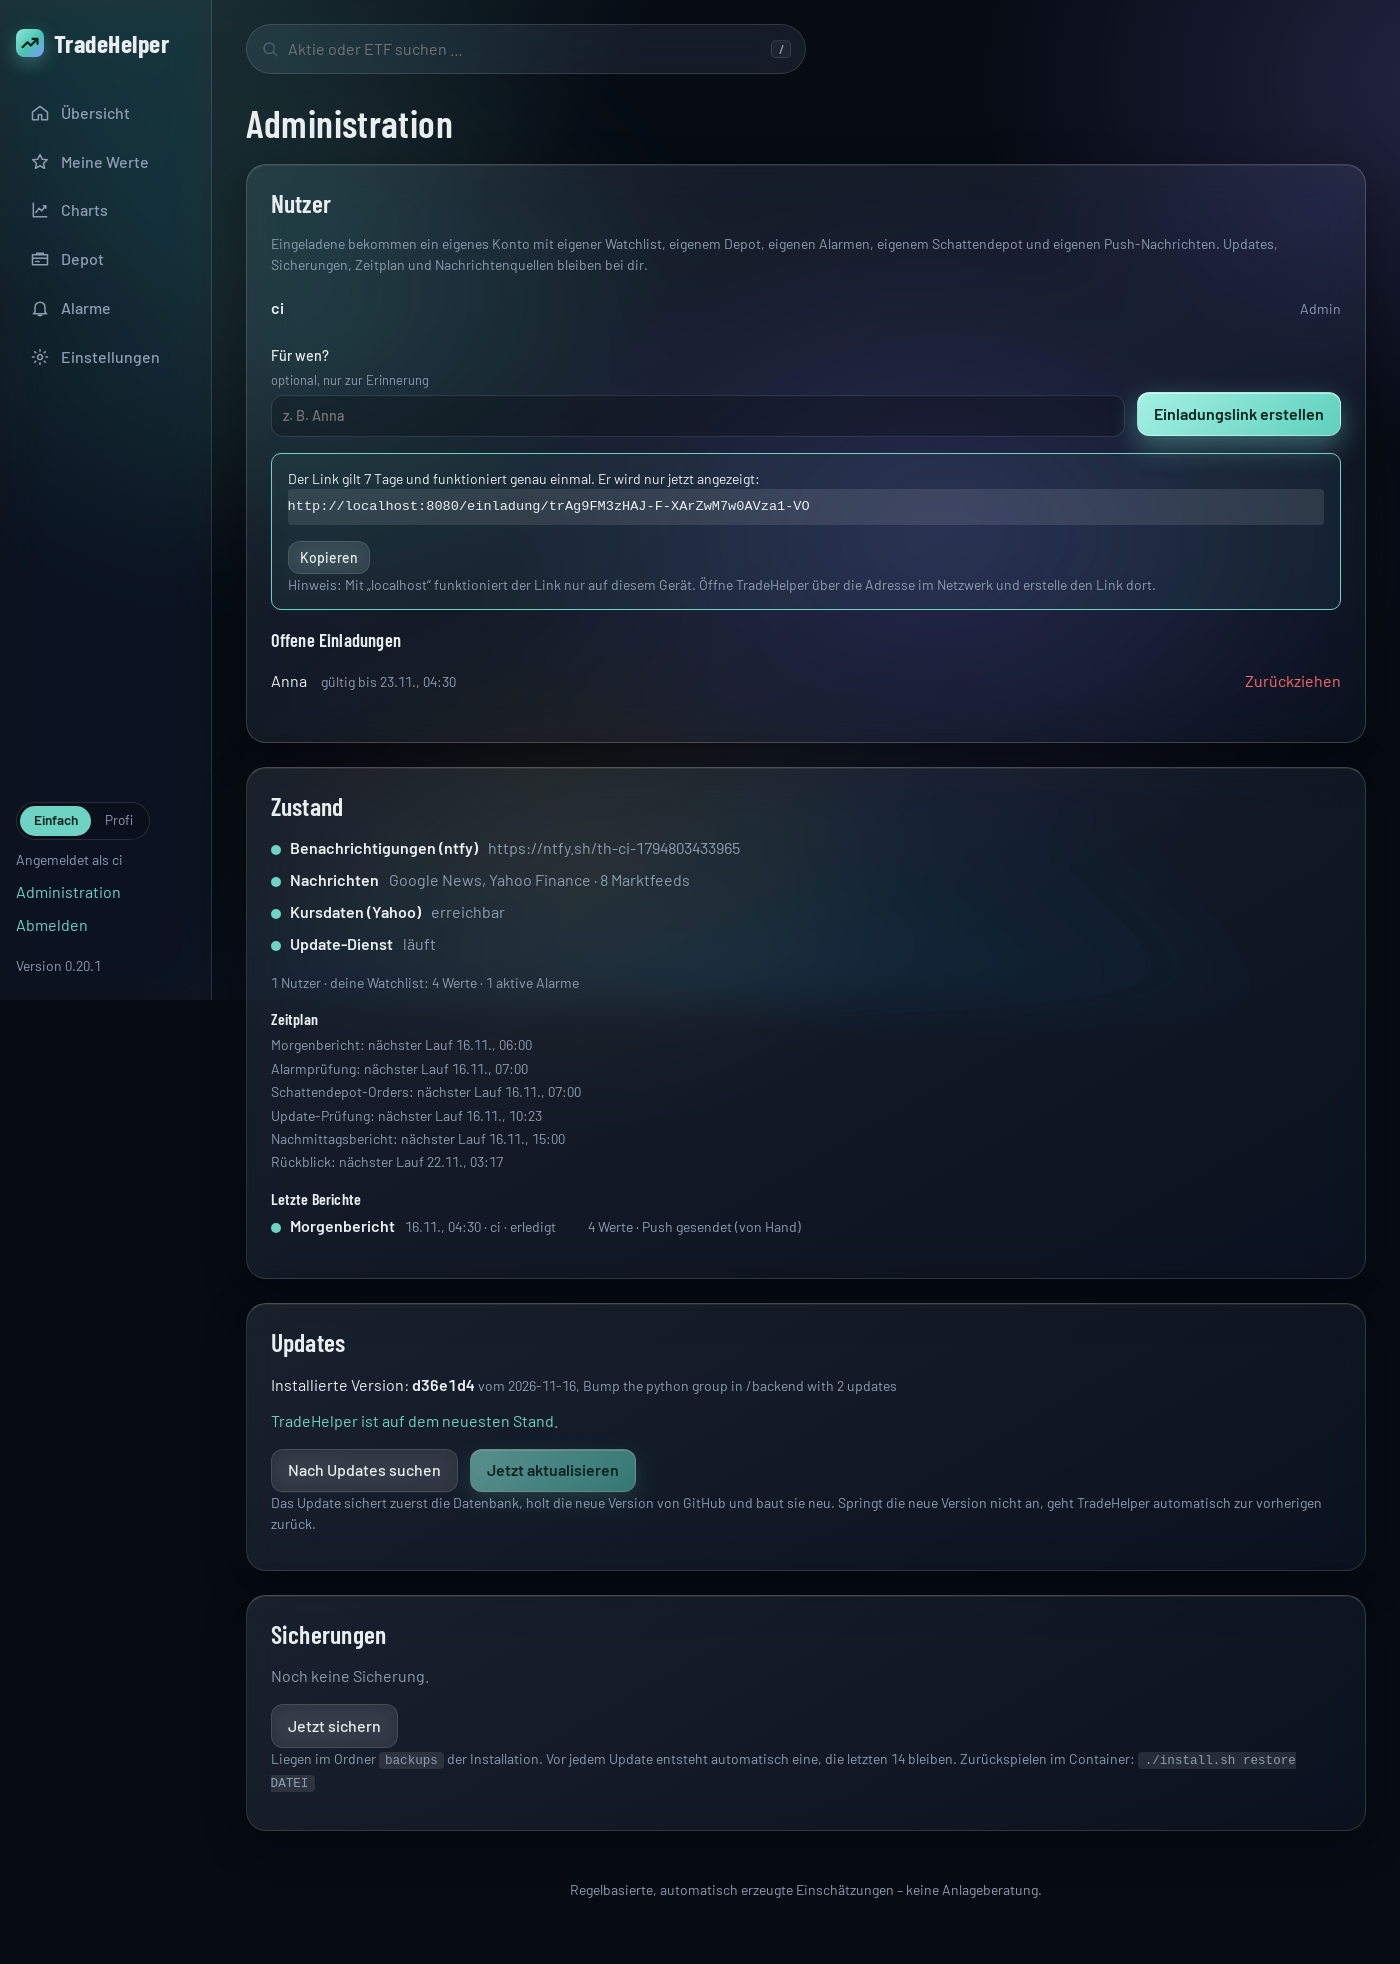 TradeHelper
Aktie oder ETF suchen ...
/
Übersicht
Meine Werte
Charts
Depot
Alarme
Einstellungen
Einfach
Profi
Angemeldet als ci
Administration
Abmelden
Version 0.20.1
Administration
Nutzer
Eingeladene bekommen ein eigenes Konto mit eigener Watchlist, eigenem Depot, eigenen Alarmen, eigenem Schattendepot und eigenen Push-Nachrichten. Updates,
Sicherungen, Zeitplan und Nachrichtenquellen bleiben bei dir.
ci
Admin
Für wen?
optional, nur zur Erinnerung
z. B. Anna
Einladungslink erstellen
Der Link gilt 7 Tage und funktioniert genau einmal. Er wird nur jetzt angezeigt:
http://localhost:8080/einladung/trAg9FM3zHAJ-F-XArZwM7w0AVza1-VO
Kopieren
Hinweis: Mit „localhost“ funktioniert der Link nur auf diesem Gerät. Öffne TradeHelper über die Adresse im Netzwerk und erstelle den Link dort.
Offene Einladungen
Anna gültig bis 23.11., 04:30
Zurückziehen
Zustand
Benachrichtigungen (ntfy) https://ntfy.sh/th-ci-1794803433965
Nachrichten Google News, Yahoo Finance · 8 Marktfeeds
Kursdaten (Yahoo) erreichbar
Update-Dienst läuft
1 Nutzer · deine Watchlist: 4 Werte · 1 aktive Alarme
Zeitplan
Morgenbericht: nächster Lauf 16.11., 06:00
Alarmprüfung: nächster Lauf 16.11., 07:00
Schattendepot-Orders: nächster Lauf 16.11., 07:00
Update-Prüfung: nächster Lauf 16.11., 10:23
Nachmittagsbericht: nächster Lauf 16.11., 15:00
Rückblick: nächster Lauf 22.11., 03:17
Letzte Berichte
Morgenbericht 16.11., 04:30 · ci · erledigt 4 Werte · Push gesendet (von Hand)
Updates
Installierte Version: d36e1d4 vom 2026-11-16, Bump the python group in /backend with 2 updates
TradeHelper ist auf dem neuesten Stand.
Nach Updates suchen
Jetzt aktualisieren
Das Update sichert zuerst die Datenbank, holt die neue Version von GitHub und baut sie neu. Springt die neue Version nicht an, geht TradeHelper automatisch zur vorherigen
zurück.
Sicherungen
Noch keine Sicherung.
Jetzt sichern
Liegen im Ordner backups der Installation. Vor jedem Update entsteht automatisch eine, die letzten 14 bleiben. Zurückspielen im Container: ./install.sh restore
DATEI
Regelbasierte, automatisch erzeugte Einschätzungen – keine Anlageberatung.